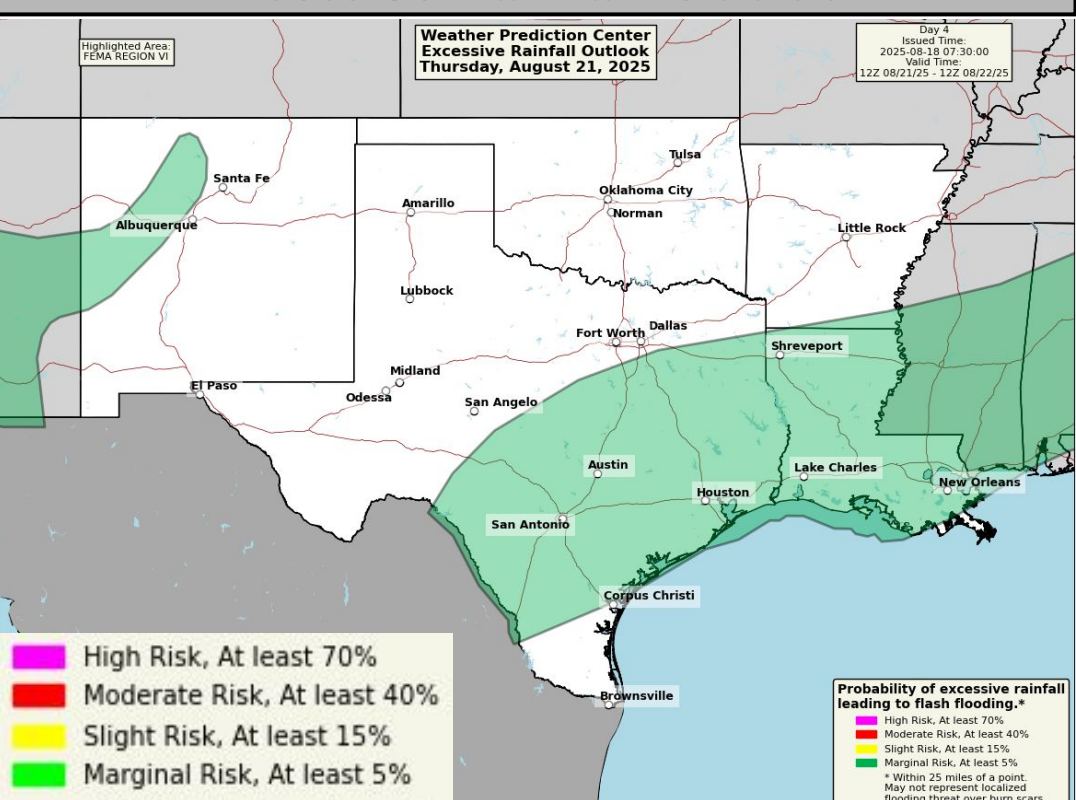 Highlighted Area:
FEMA REGION VI
Weather Prediction Center
Excessive Rainfall Outlook
Thursday, August 21, 2025
Day 4
Issued Time:
2025-08-18 07:30:00
Valid Time:
12Z 08/21/25 - 12Z 08/22/25
Tulsa
Santa Fe
Oklahoma City
Amarillo
Norman
Albuquerque
Little Rock
Lubbock
Dallas
Fort Worth
Shreveport
Midland
El Paso
Odessa
San Angelo
Austin
Lake Charles
New Orleans
Houston
San Antonio
Corpus Christi
Brownsville
High Risk, At least 70%
Moderate Risk, At least 40%
Slight Risk, At least 15%
Marginal Risk, At least 5%
Probability of excessive rainfall
leading to flash flooding.*
High Risk, At least 70%
Moderate Risk, At least 40%
Slight Risk, At least 15%
Marginal Risk, At least 5%
* Within 25 miles of a point.
May not represent localized
flooding threat over burn scars